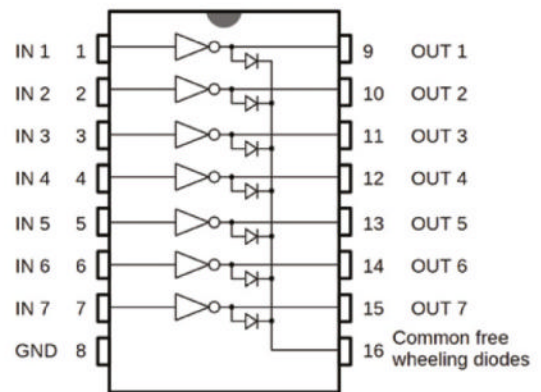 IN 1 1 9 OUT 1
IN 2 2 10 OUT 2
IN 3 3 11 OUT 3
IN 4 4 12 OUT 4
IN 5 5 13 OUT 5
IN 6 6 14 OUT 6
IN 7 7 15 OUT 7
GND 8 16 Common free
wheeling diodes